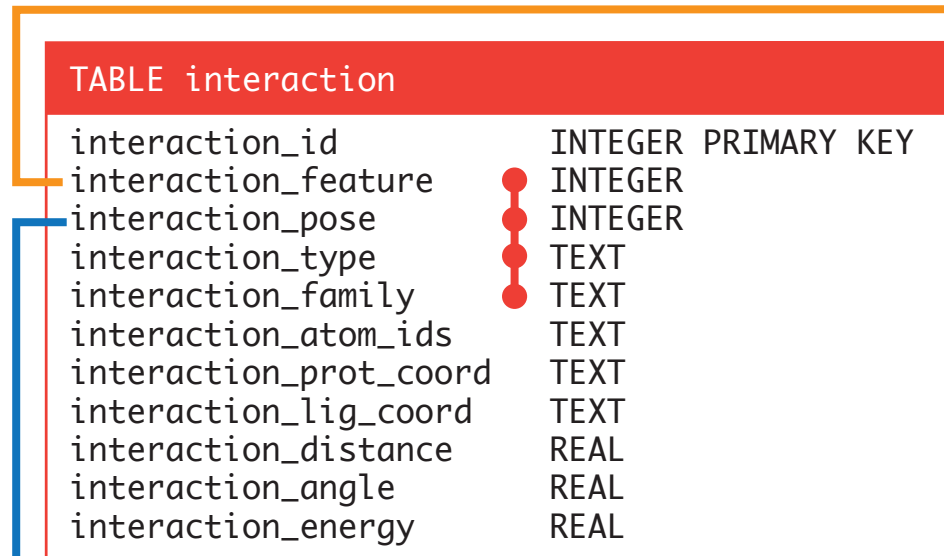 TABLE interaction
interaction_id INTEGER PRIMARY KEY
interaction_feature INTEGER
interaction_pose INTEGER
interaction_type TEXT
interaction_family TEXT
interaction_atom_ids TEXT
interaction_prot_coord TEXT
interaction_lig_coord TEXT
interaction_distance REAL
interaction_angle REAL
interaction_energy REAL